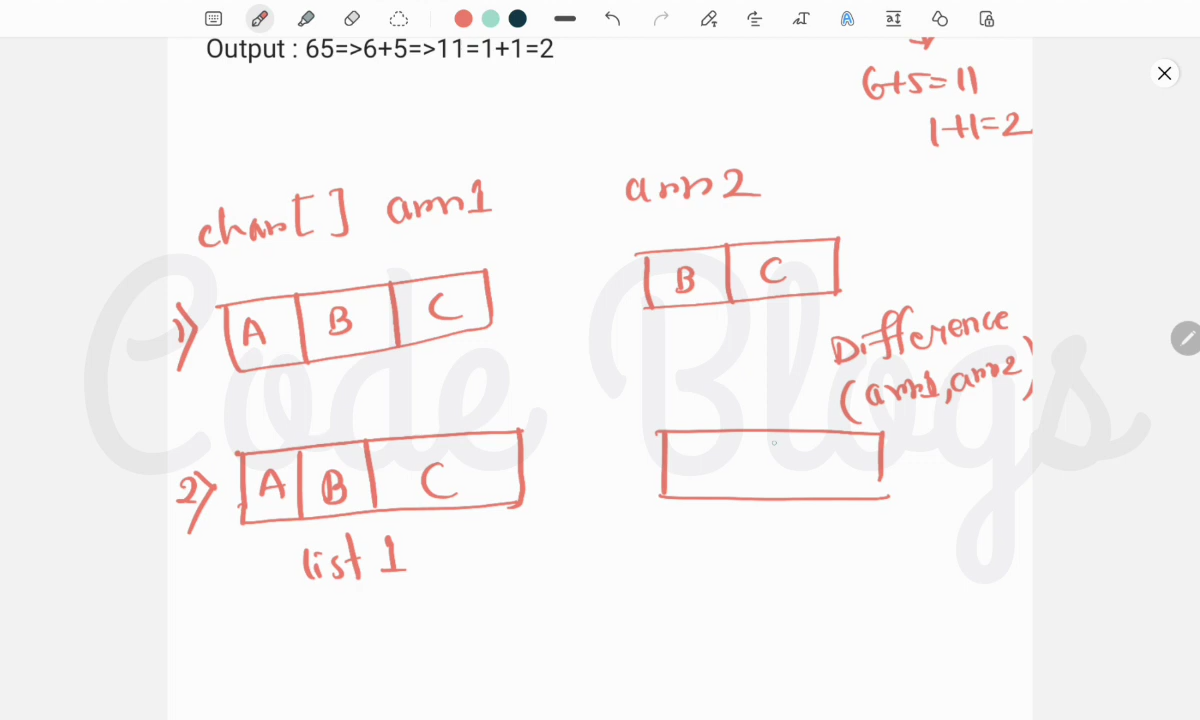 Output : 65=>6+5=>11=1+1=2
6+5=11
1+1=2
char[] arr1
arr2
1) A B C
B C
Difference
(arr1,arr2)
2) A B C
list 1
Code Blogs